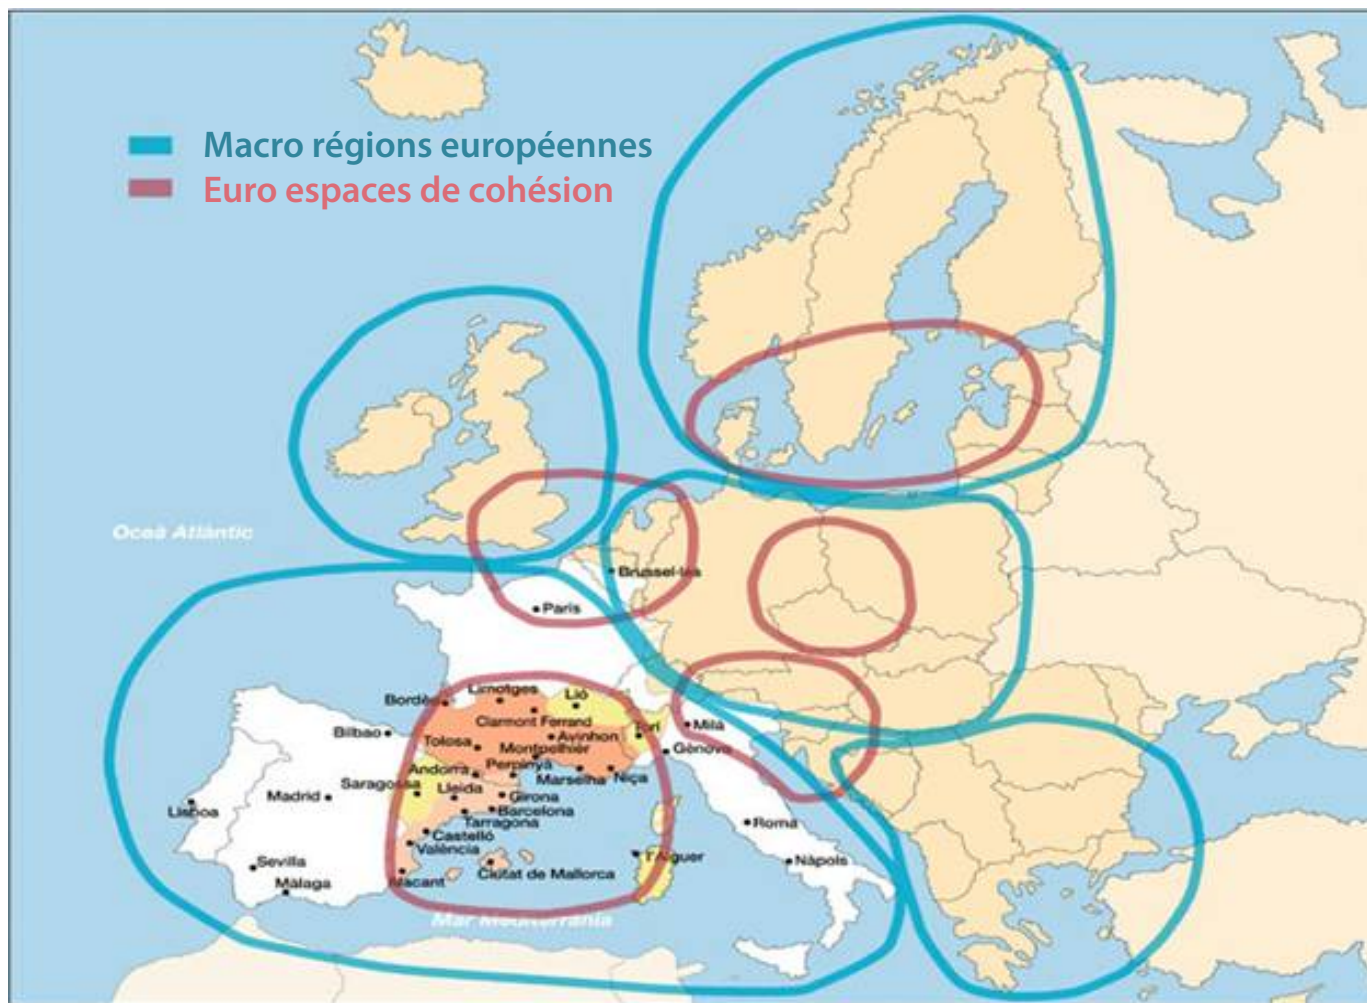 Macro régions européennes
Euro espaces de cohésion
Oceà Atlàntic
Brussel·les
París
Bordèu
Limotges
Lió
Clarmont Ferrand
Torí
Milà
Bilbao
Tolosa
Avinhon
Gènova
Montpelhièr
Andorra
Perpinyà
Marselha
Niça
Saragossa
Lleida
Girona
Lisboa
Madrid
Barcelona
Tarragona
Roma
Castelló
València
l'Alguer
Sevilla
Nàpols
Màlaga
Alacant
Ciutat de Mallorca
Mar Mediterrània